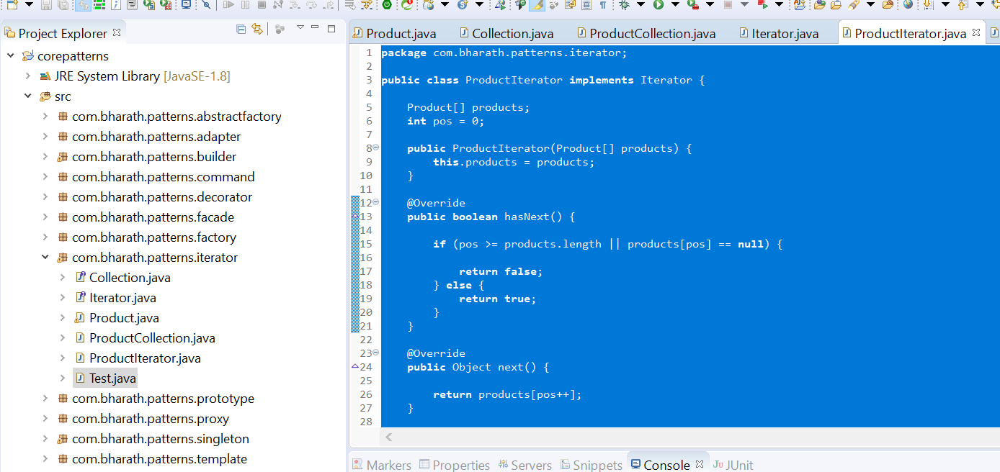 Project Explorer
corepatterns
JRE System Library [JavaSE-1.8]
src
com.bharath.patterns.abstractfactory
com.bharath.patterns.adapter
com.bharath.patterns.builder
com.bharath.patterns.command
com.bharath.patterns.decorator
com.bharath.patterns.facade
com.bharath.patterns.factory
com.bharath.patterns.iterator
Collection.java
Iterator.java
Product.java
ProductCollection.java
ProductIterator.java
Test.java
com.bharath.patterns.prototype
com.bharath.patterns.proxy
com.bharath.patterns.singleton
com.bharath.patterns.template
Product.java Collection.java ProductCollection.java Iterator.java ProductIterator.java
1 package com.bharath.patterns.iterator;
2
3 public class ProductIterator implements Iterator {
4
5 Product[] products;
6 int pos = 0;
7
8 public ProductIterator(Product[] products) {
9 this.products = products;
10 }
11
12 @Override
13 public boolean hasNext() {
14
15 if (pos >= products.length || products[pos] == null) {
16
17 return false;
18 } else {
19 return true;
20 }
21 }
22
23 @Override
24 public Object next() {
25
26 return products[pos++];
27 }
28
Markers Properties Servers Snippets Console JUnit